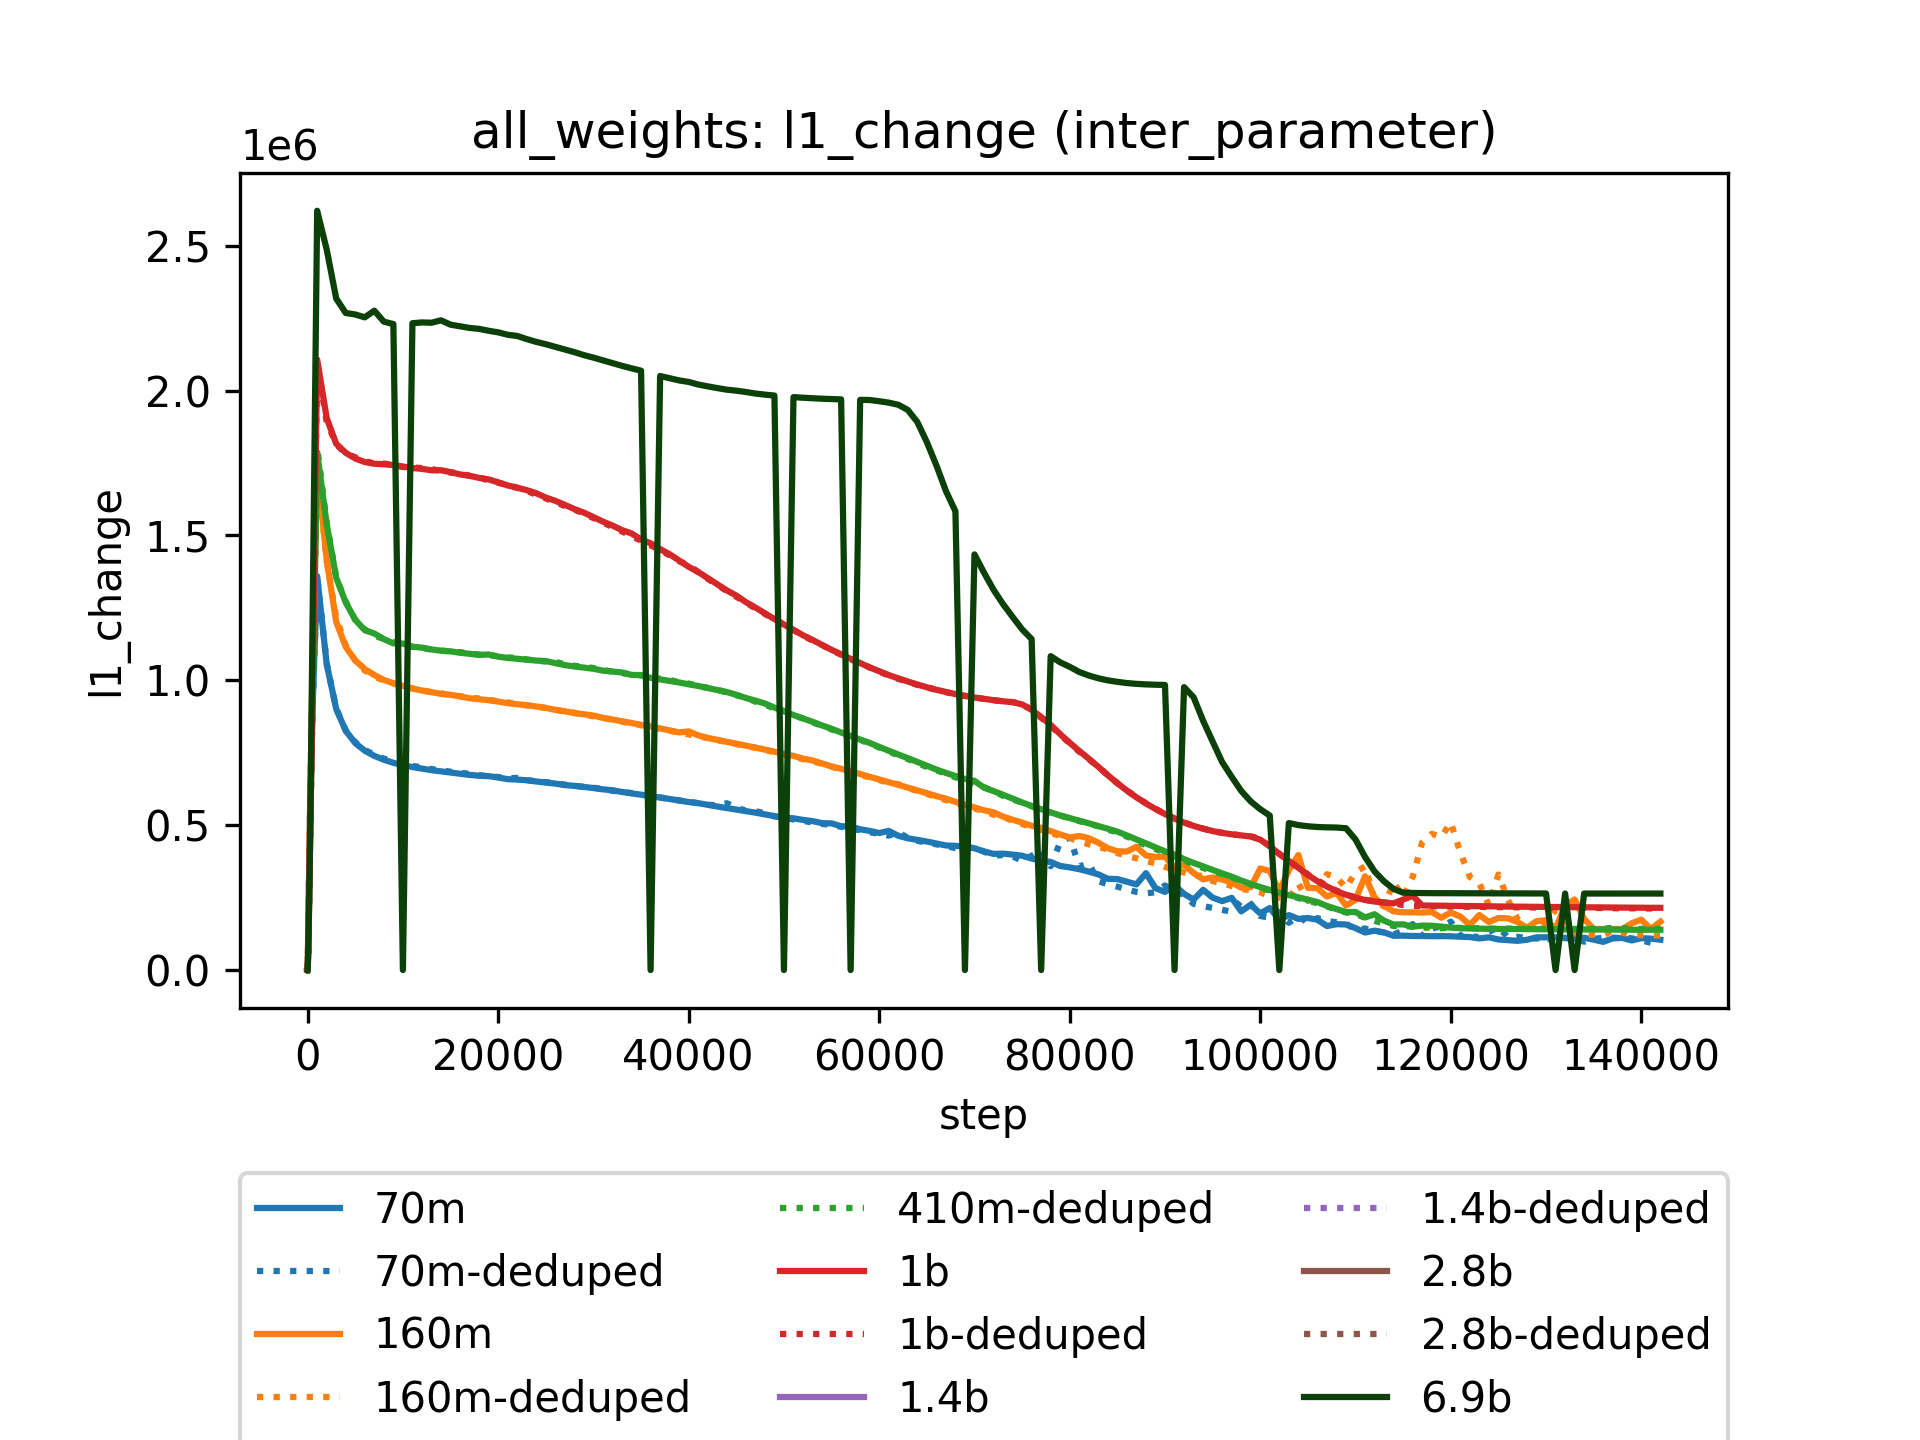 all_weights: l1_change (inter_parameter)
1e6
2.5
2.0
1.5
1.0
0.5
0.0
l1_change
0 20000 40000 60000 80000 100000 120000 140000
step
70m 410m-deduped 1.4b-deduped
70m-deduped 1b 2.8b
160m 1b-deduped 2.8b-deduped
160m-deduped 1.4b 6.9b